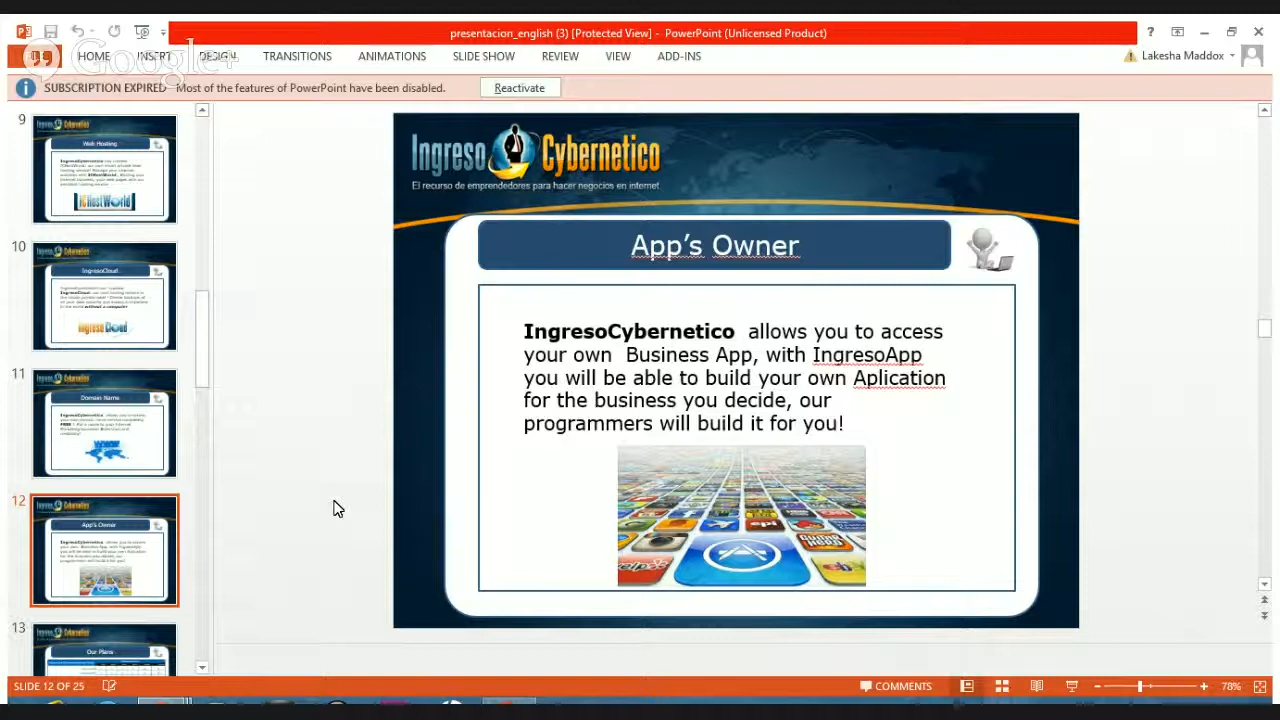 presentacion_english (3) [Protected View] - PowerPoint (Unlicensed Product)
Google+
HOME INSERT DESIGN TRANSITIONS ANIMATIONS SLIDE SHOW REVIEW VIEW ADD-INS
Lakesha Maddox
SUBSCRIPTION EXPIRED Most of the features of PowerPoint have been disabled. Reactivate
9
Web Hosting
10
IngresoCloud
11
Domain Name
12
App's Owner
13
Our Plans
Ingreso Cybernetico
El recurso de emprendedores para hacer negocios en internet
App's Owner
IngresoCybernetico allows you to access
your own Business App, with IngresoApp
you will be able to build your own Aplication
for the business you decide, our
programmers will build it for you!
SLIDE 12 OF 25
COMMENTS
78%